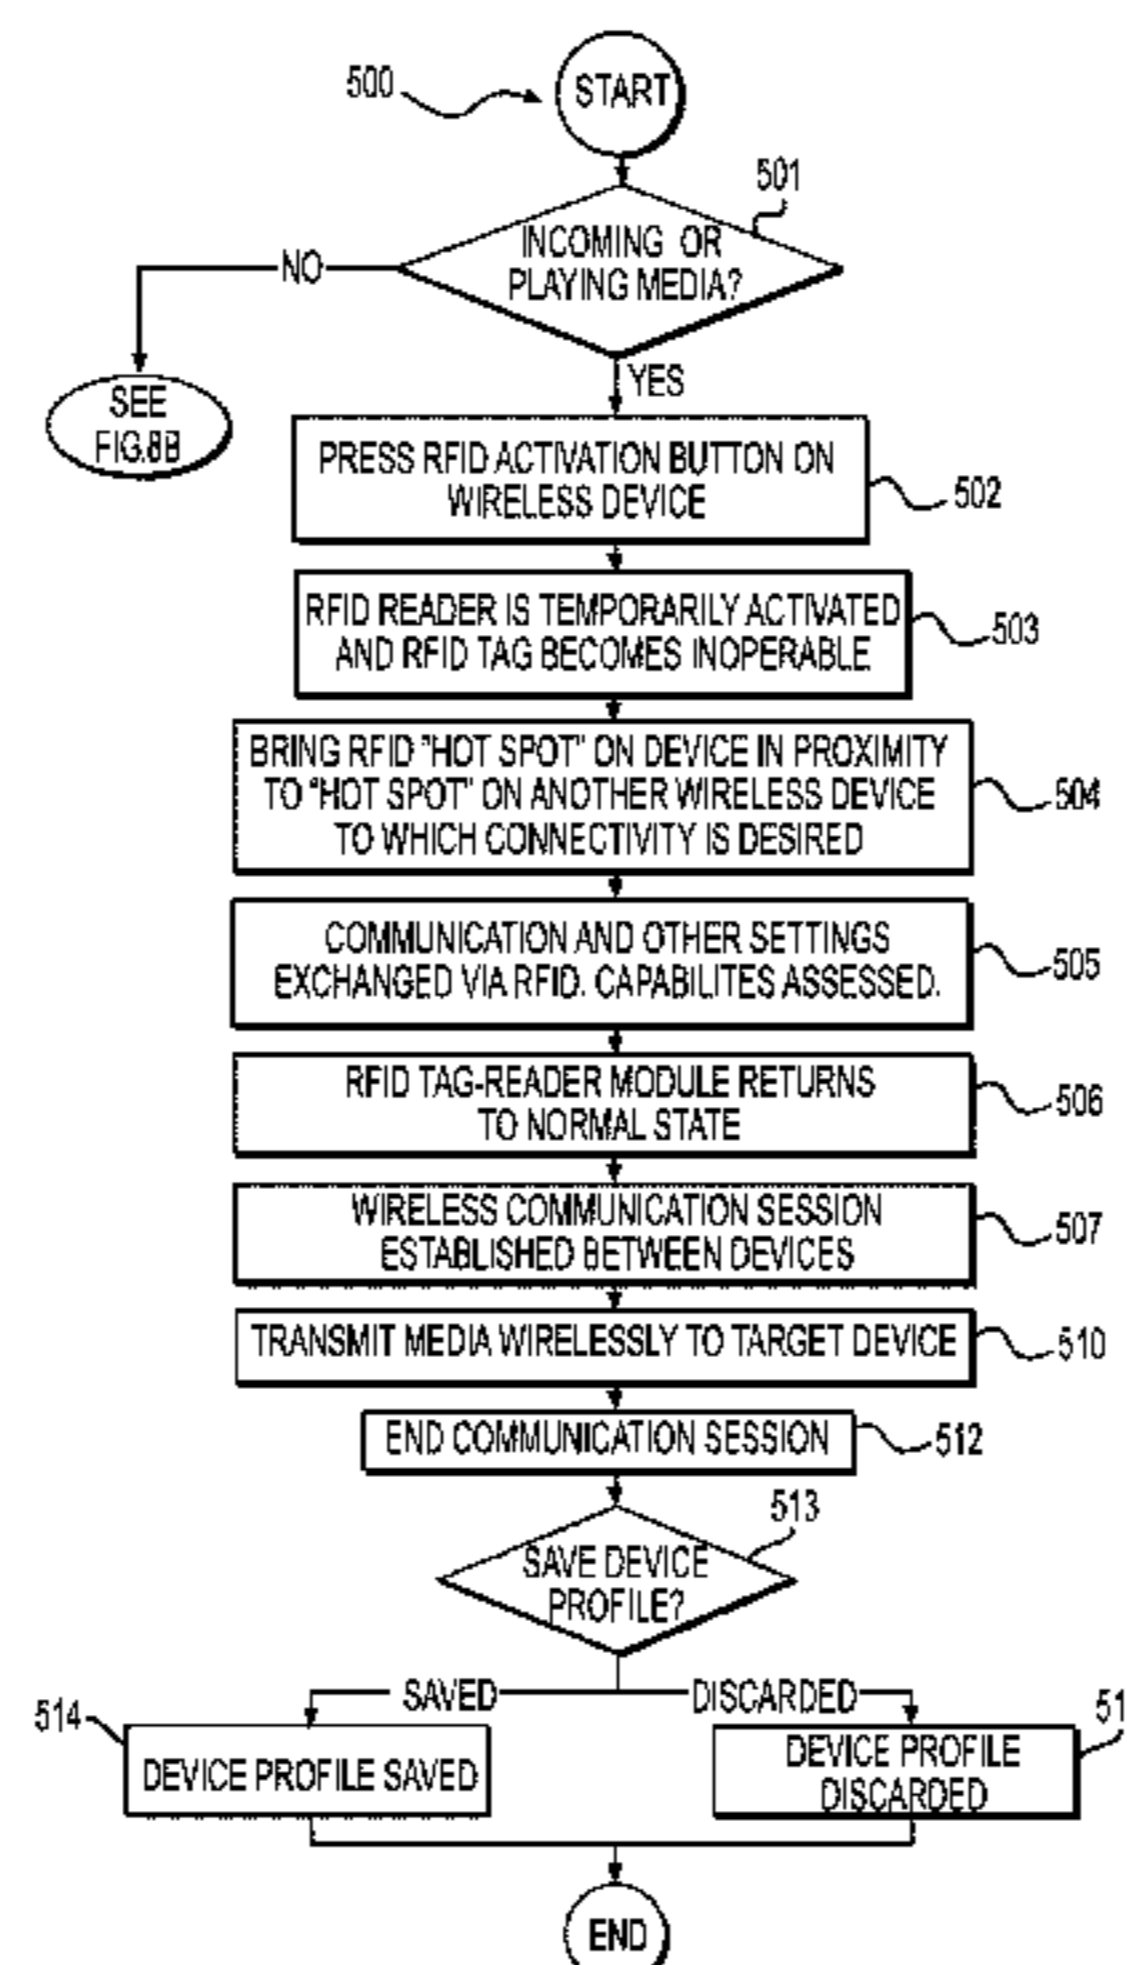 500
START
501
INCOMING OR
PLAYING MEDIA?
NO
YES
SEE
FIG.8B
PRESS RFID ACTIVATION BUTTON ON
WIRELESS DEVICE
502
RFID READER IS TEMPORARILY ACTIVATED
AND RFID TAG BECOMES INOPERABLE
503
BRING RFID "HOT SPOT" ON DEVICE IN PROXIMITY
TO "HOT SPOT" ON ANOTHER WIRELESS DEVICE
TO WHICH CONNECTIVITY IS DESIRED
504
COMMUNICATION AND OTHER SETTINGS
EXCHANGED VIA RFID. CAPABILITES ASSESSED.
505
RFID TAG-READER MODULE RETURNS
TO NORMAL STATE
506
WIRELESS COMMUNICATION SESSION
ESTABLISHED BETWEEN DEVICES
507
TRANSMIT MEDIA WIRELESSLY TO TARGET DEVICE
510
END COMMUNICATION SESSION
512
513
SAVE DEVICE
PROFILE?
SAVED
DISCARDED
514
DEVICE PROFILE SAVED
51
DEVICE PROFILE
DISCARDED
END